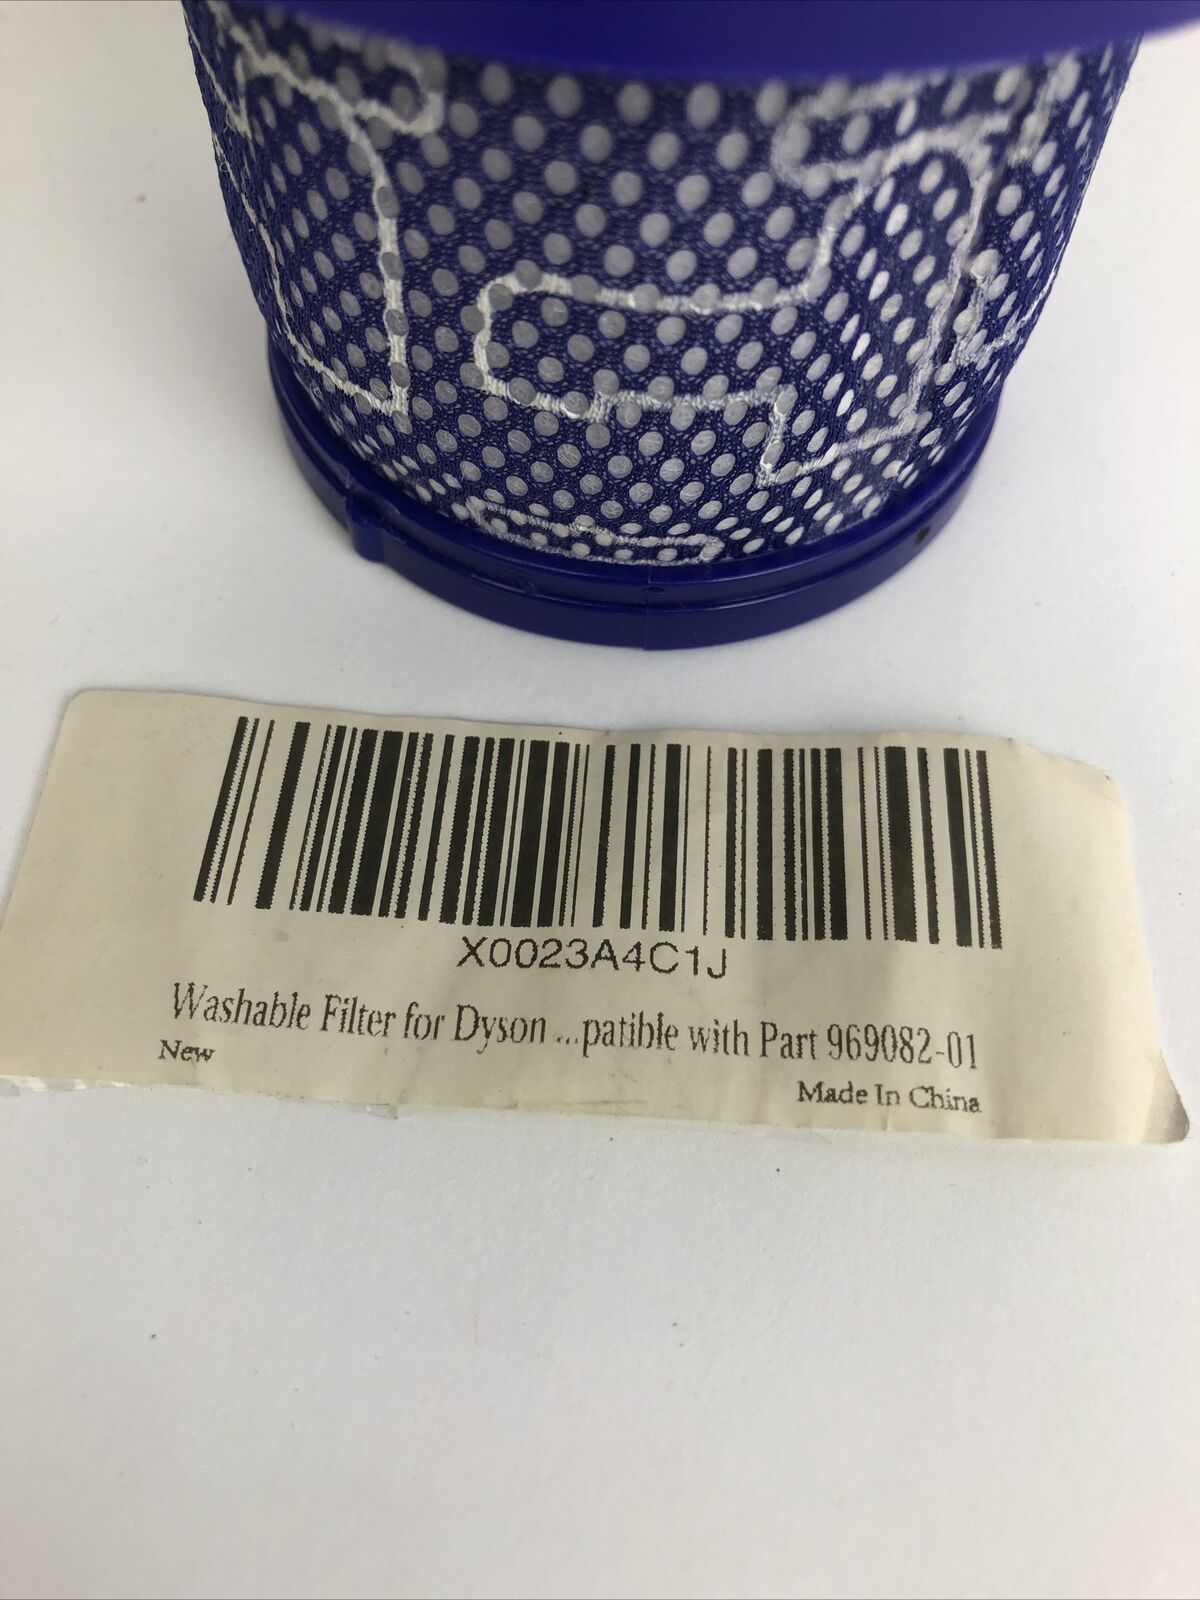 X0023A4C1J
Washable Filter for Dyson ...patible with Part 969082-01
New
Made In China